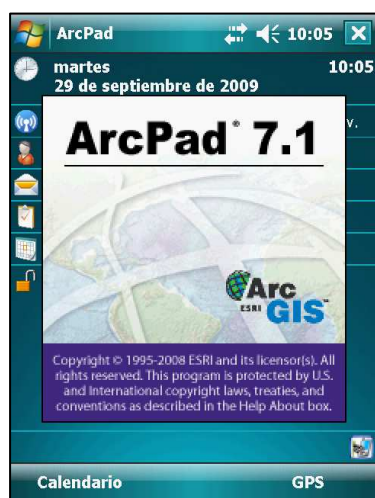 ArcPad 10:05
martes 10:05
29 de septiembre de 2009
v.
ArcPad® 7.1
Arc
ESRI GIS™
Copyright © 1995-2008 ESRI and its licensor(s). All
rights reserved. This program is protected by U.S.
and International copyright laws, treaties, and
conventions as described in the Help About box.
Calendario GPS